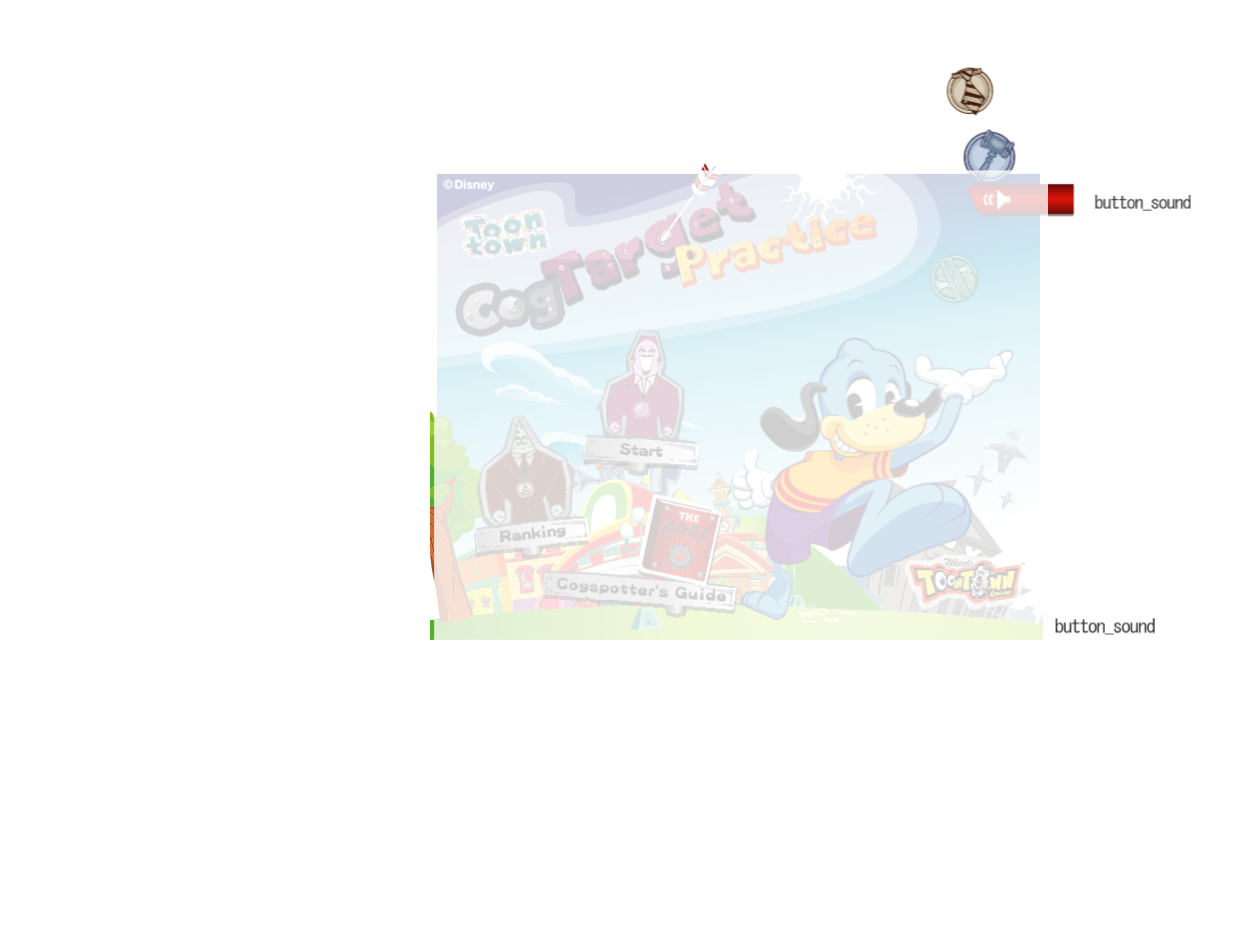 ©Disney
Toon
town
Cog Target
Practice
button_sound
Start
Ranking
THE
Cogspotter's Guide
TOONTOWN
ONLINE
button_sound